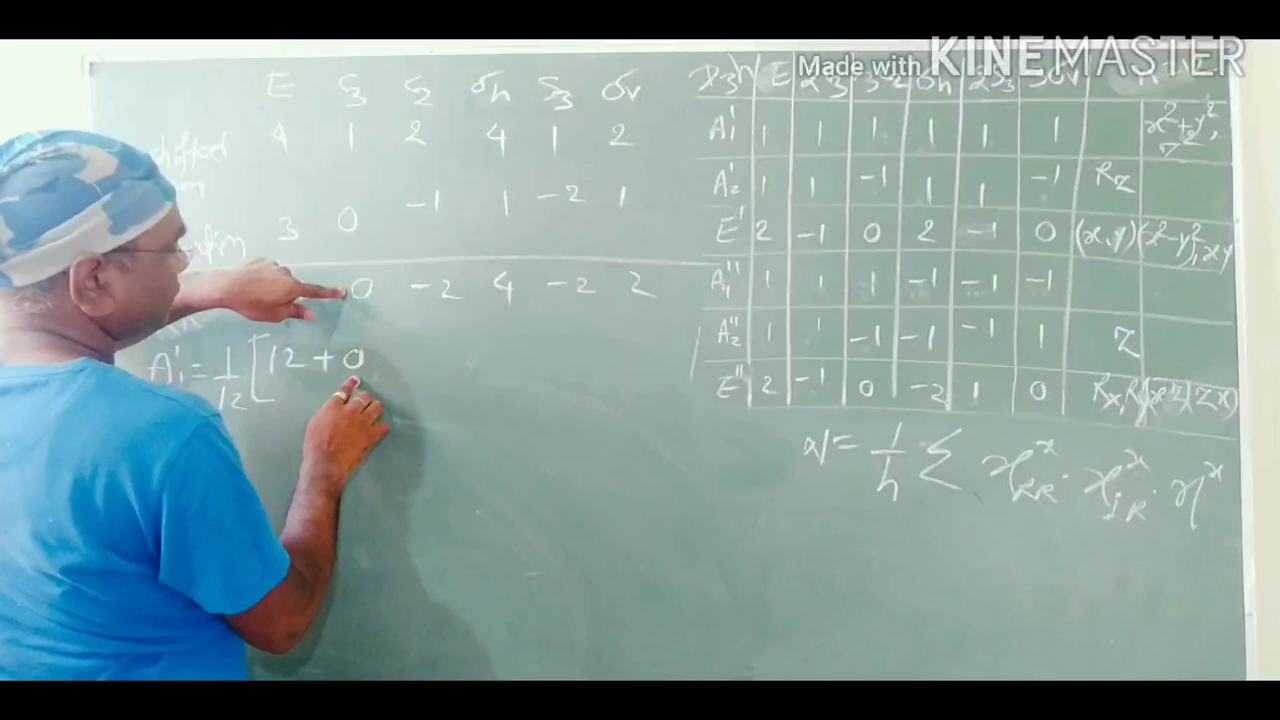 Made with KINEMASTER
E C3 C2 σh S3 σv
4 1 2 4 1 2
3 0 -1 1 -2 1
0 -2 4 -2 2
A1' = 1/12 [12 + 0
D3h E 2C3 3C2 σh 2S3 3σv
A1' 1 1 1 1 1 1 x²+y², z²
A2' 1 1 -1 1 1 -1 Rz
E' 2 -1 0 2 -1 0 (x,y) (x²-y², xy
A1'' 1 1 1 -1 -1 -1
A2'' 1 1 -1 -1 -1 1 Z
E'' 2 -1 0 -2 1 0 Rx, R (xz)(zx)
N = 1/h Σ χRR^x · χIR^x · η^x